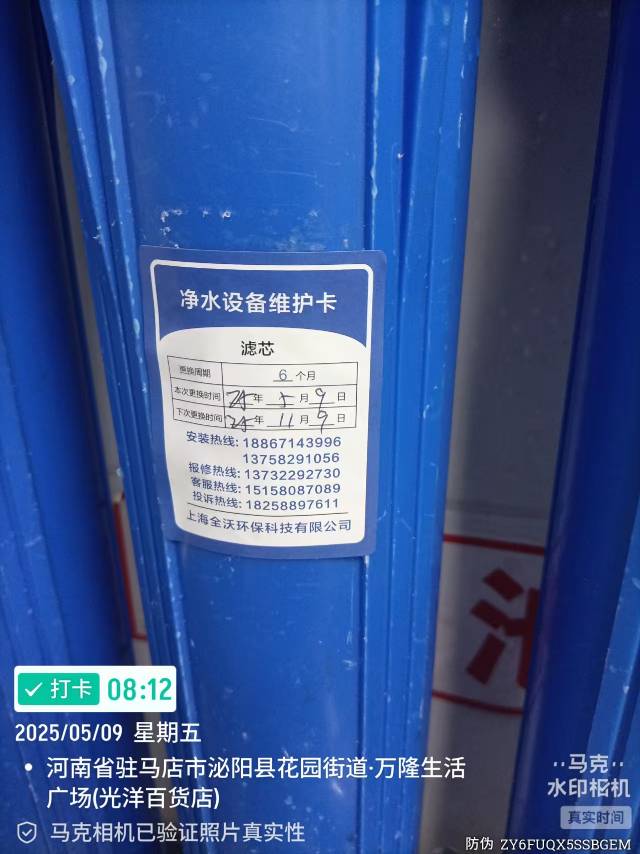 净水设备维护卡
滤芯
更换周期 6 个月
本次更换时间 25 年 5 月 9 日
下次更换时间 25 年 11 月 9 日
安装热线: 18867143996
13758291056
报修热线: 13732292730
客服热线: 15158087089
投诉热线: 18258897611
上海全沃环保科技有限公司
打卡 08:12
2025/05/09 星期五
河南省驻马店市泌阳县花园街道·万隆生活
广场(光洋百货店)
马克相机已验证照片真实性
马克
水印相机
真实时间
防伪 ZY6FUQX5SSBGEM